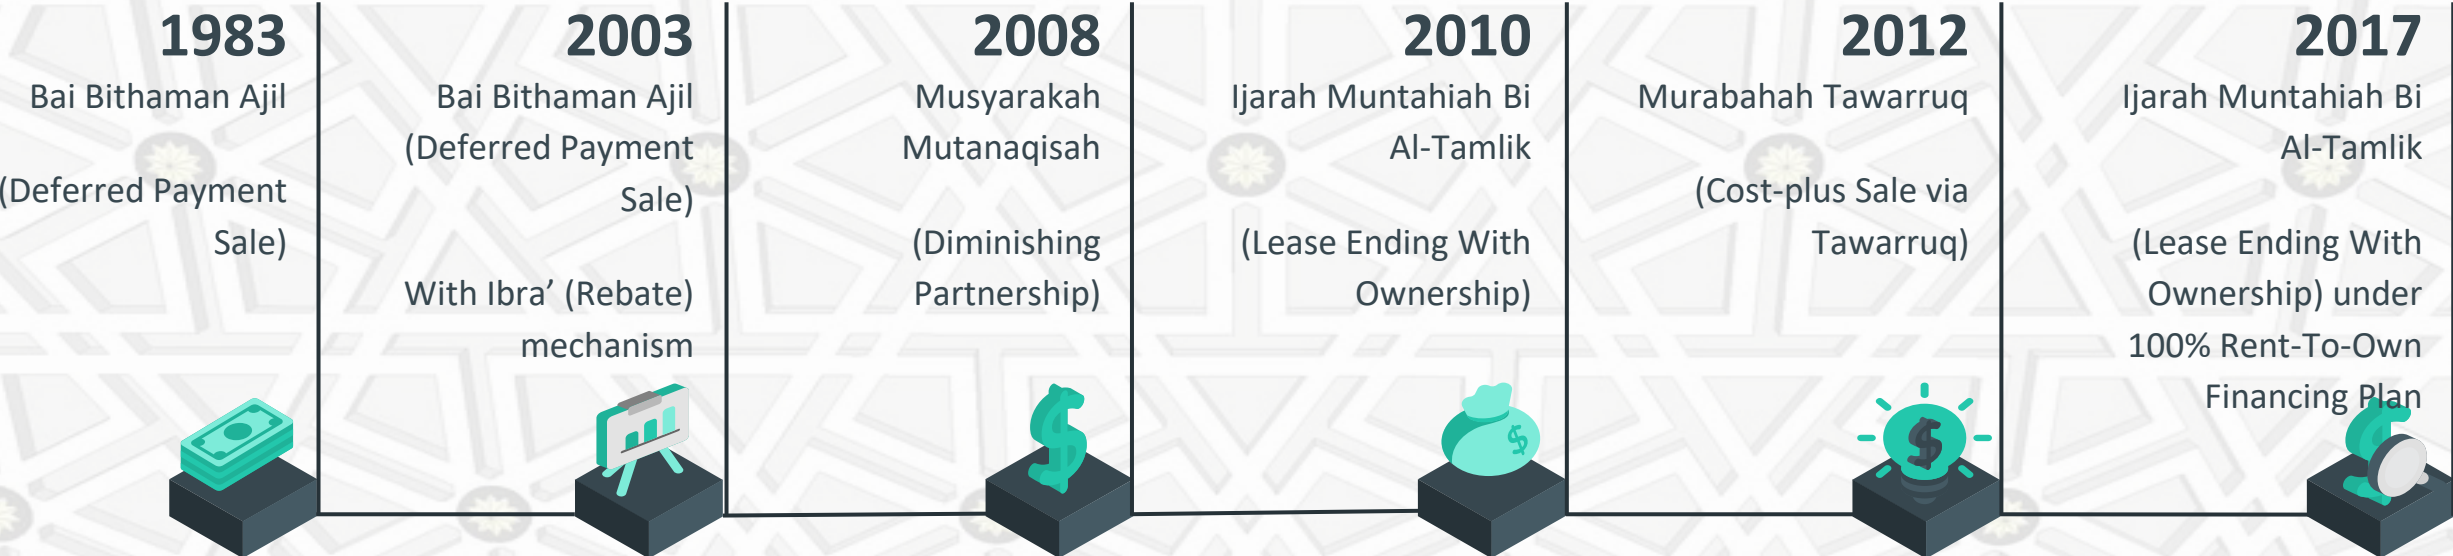 1983
Bai Bithaman Ajil
(Deferred Payment
Sale)
2003
Bai Bithaman Ajil
(Deferred Payment
Sale)
With Ibra’ (Rebate)
mechanism
2008
Musyarakah
Mutanaqisah
(Diminishing
Partnership)
2010
Ijarah Muntahiah Bi
Al-Tamlik
(Lease Ending With
Ownership)
2012
Murabahah Tawarruq
(Cost-plus Sale via
Tawarruq)
2017
Ijarah Muntahiah Bi
Al-Tamlik
(Lease Ending With
Ownership) under
100% Rent-To-Own
Financing Plan